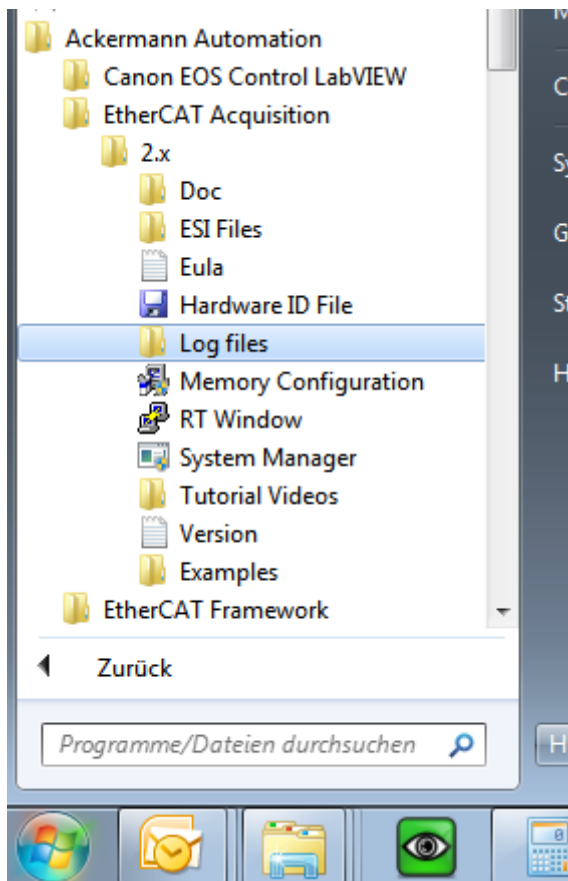 Ackermann Automation
Canon EOS Control LabVIEW
EtherCAT Acquisition
2.x
Doc
ESI Files
Eula
Hardware ID File
Log files
Memory Configuration
RT Window
System Manager
Tutorial Videos
Version
Examples
EtherCAT Framework
Zurück
Programme/Dateien durchsuchen